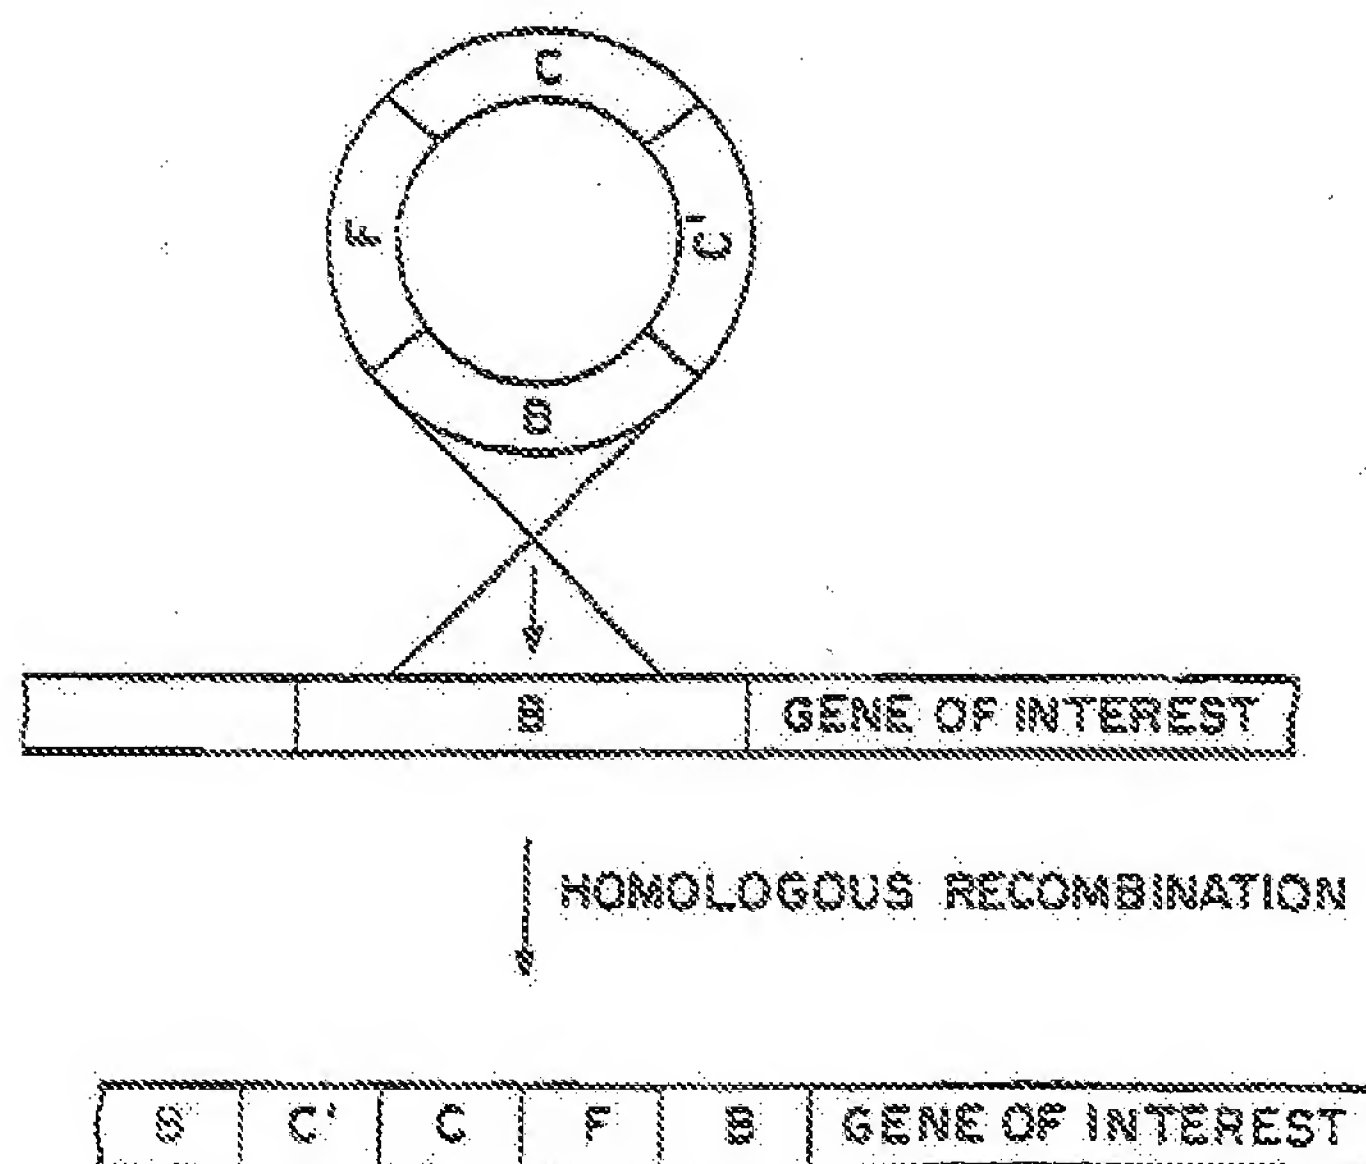 C
F
C'
B
B GENE OF INTEREST
HOMOLOGOUS RECOMBINATION
B C' C F B GENE OF INTEREST